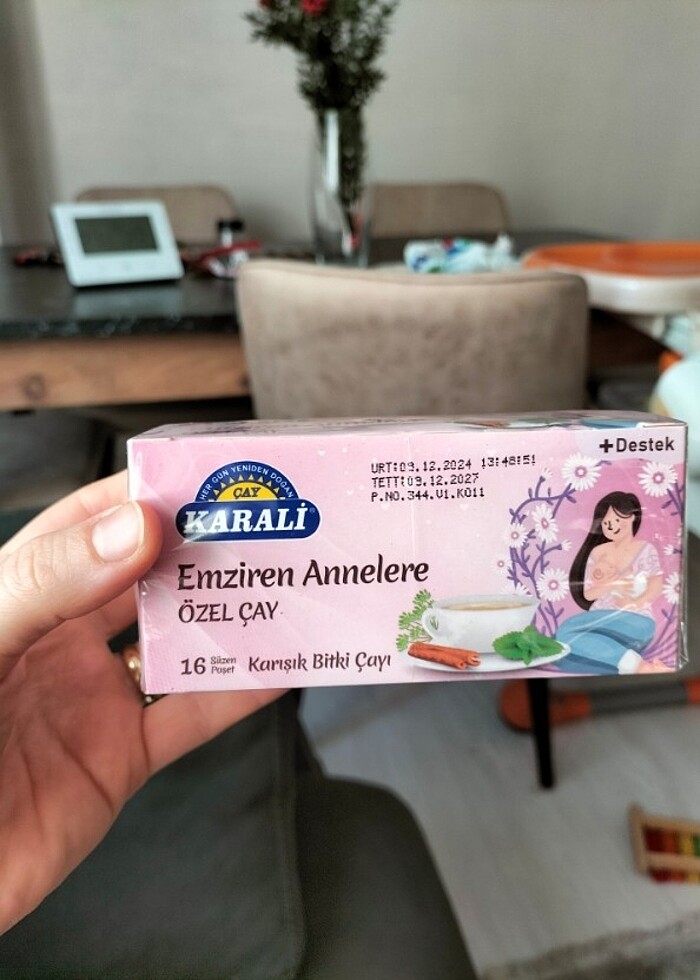 +Destek
URT:09.12.2024 13:48:51
TETT:09.12.2027
P.NO.344.V1.K011
HER GÜN YENİDEN DOĞAN
ÇAY
KARALİ
Emziren Annelere
ÖZEL ÇAY
16 Süzen Poşet Karışık Bitki Çayı